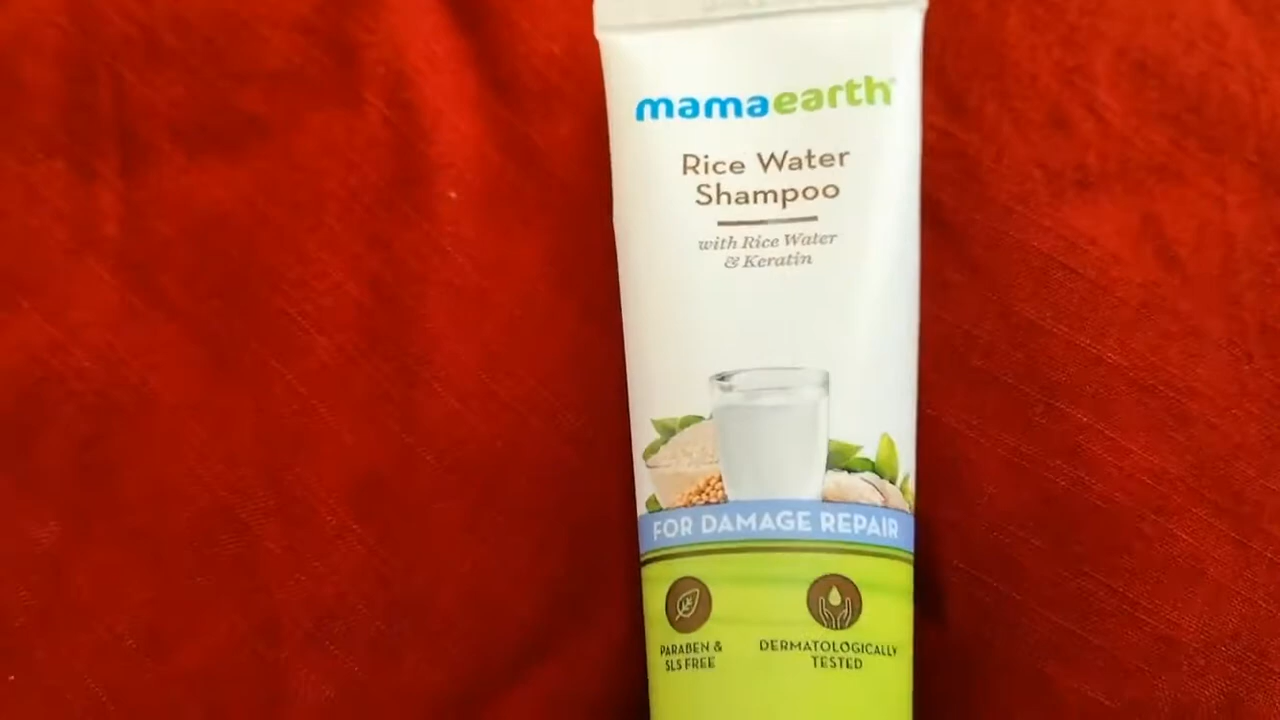 mamaearth
Rice Water
Shampoo
with Rice Water
& Keratin
FOR DAMAGE REPAIR
PARABEN &
SLS FREE
DERMATOLOGICALLY
TESTED